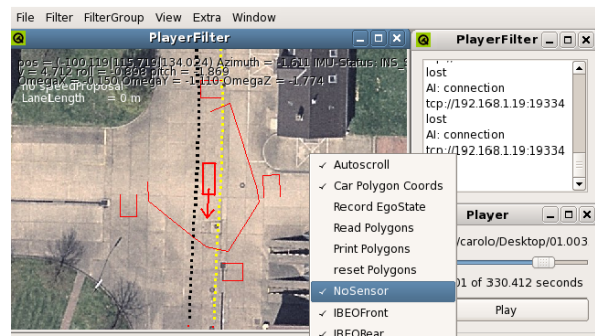 File Filter FilterGroup View Extra Window
PlayerFilter
pos = (-100.119|115.719|134.024) Azimuth = -1.611 IMU-Status: INS_S
v = 4.712 roll = -0.898 pitch = -1.869
OmegaX = -0.150 OmegaY = -1.110 OmegaZ = -1.774
no speedProposal
LaneLength = 0 m
Autoscroll
Car Polygon Coords
Record EgoState
Read Polygons
Print Polygons
reset Polygons
NoSensor
IBEOFront
IBEORear
PlayerFilter
lost
AI: connection
tcp://192.168.1.19:19334
lost
AI: connection
tcp://192.168.1.19:19334
Player
/carolo/Desktop/01.003
01 of 330.412 seconds
Play